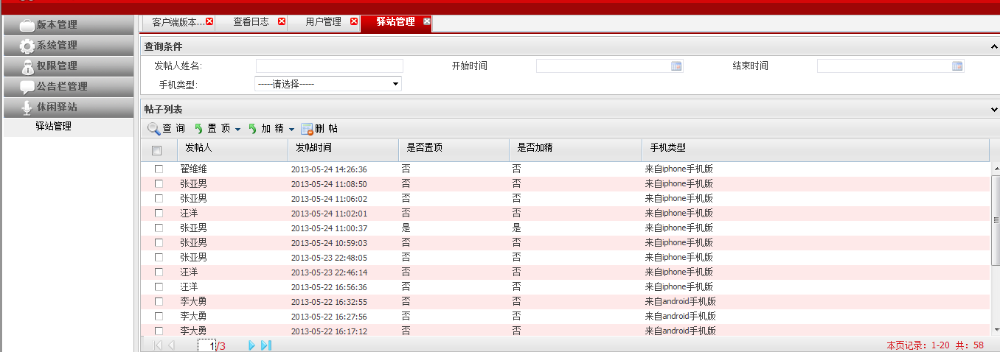 版本管理
系统管理
权限管理
公告栏管理
休闲驿站
驿站管理
客户端版本... 查看日志 用户管理 驿站管理
查询条件
发帖人姓名: 开始时间 结束时间
手机类型: -----请选择-----
帖子列表
查 询 置 顶 加 精 删 帖
发帖人 发帖时间 是否置顶 是否加精 手机类型
翟维维 2013-05-24 14:26:36 否 否 来自iphone手机版
张亚男 2013-05-24 11:08:50 否 否 来自iphone手机版
张亚男 2013-05-24 11:06:02 否 否 来自iphone手机版
汪洋 2013-05-24 11:02:01 否 否 来自iphone手机版
张亚男 2013-05-24 11:00:37 是 是 来自iphone手机版
张亚男 2013-05-24 10:59:03 否 否 来自iphone手机版
张亚男 2013-05-23 22:48:05 否 否 来自iphone手机版
汪洋 2013-05-23 22:46:14 否 否 来自iphone手机版
汪洋 2013-05-22 16:56:36 否 否 来自iphone手机版
李大勇 2013-05-22 16:32:55 否 否 来自android手机版
李大勇 2013-05-22 16:27:56 否 否 来自android手机版
李大勇 2013-05-22 16:17:12 否 否 来自android手机版
1/3 本页记录：1-20 共：58